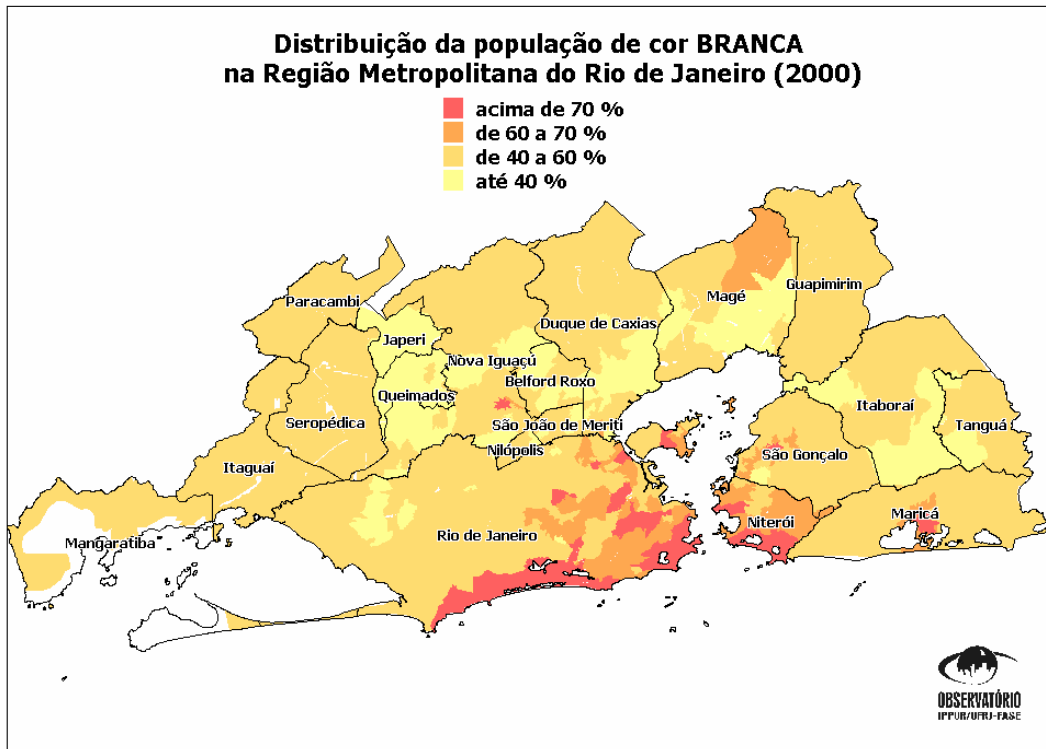 Distribuição da população de cor BRANCA
na Região Metropolitana do Rio de Janeiro (2000)
acima de 70 %
de 60 a 70 %
de 40 a 60 %
até 40 %
Paracambi
Japeri
Duque de Caxias
Magé
Guapimirim
Nova Iguaçú
Belford Roxo
Queimados
Seropédica
São João de Meriti
Nilópolis
Itaguaí
Itaboraí
Tanguá
São Gonçalo
Mangaratiba
Rio de Janeiro
Niterói
Maricá
OBSERVATÓRIO
IPPUR/UFRJ-FASE